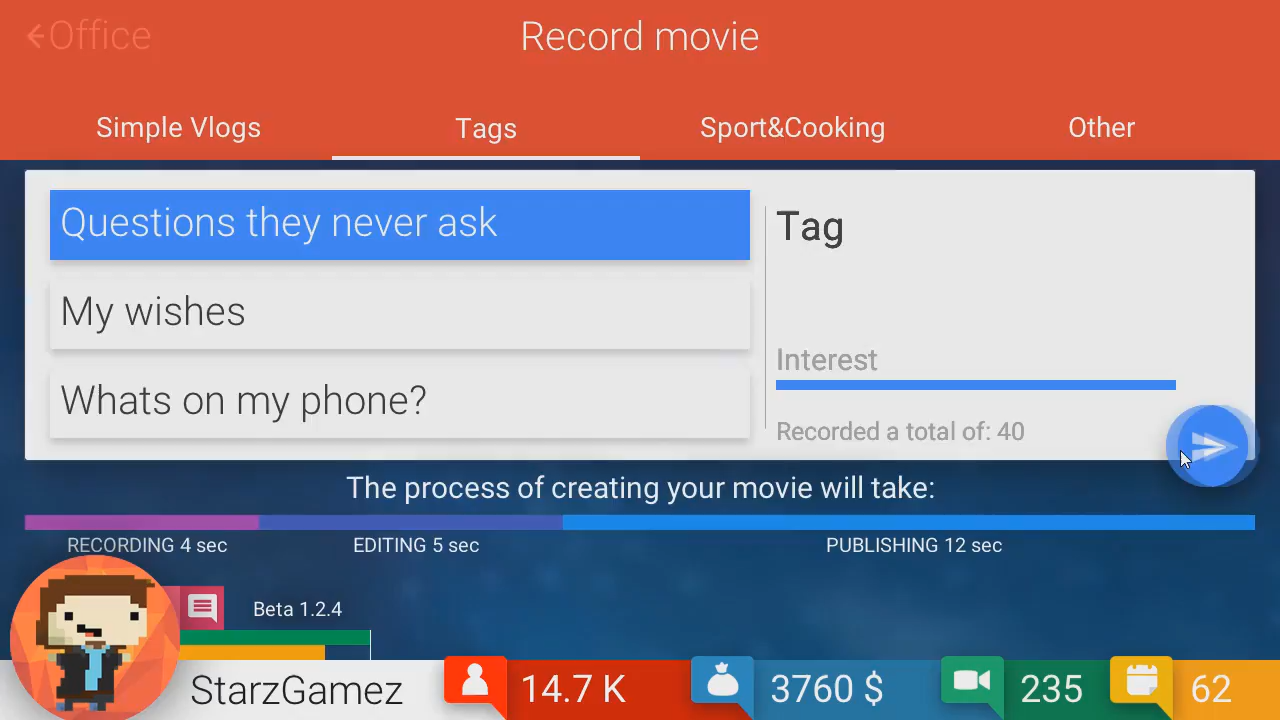 Office
Record movie
Simple Vlogs
Tags
Sport&Cooking
Other
Questions they never ask
My wishes
Whats on my phone?
Tag
Interest
Recorded a total of: 40
The process of creating your movie will take:
RECORDING 4 sec
EDITING 5 sec
PUBLISHING 12 sec
Beta 1.2.4
StarzGamez
14.7 K
3760 $
235
62